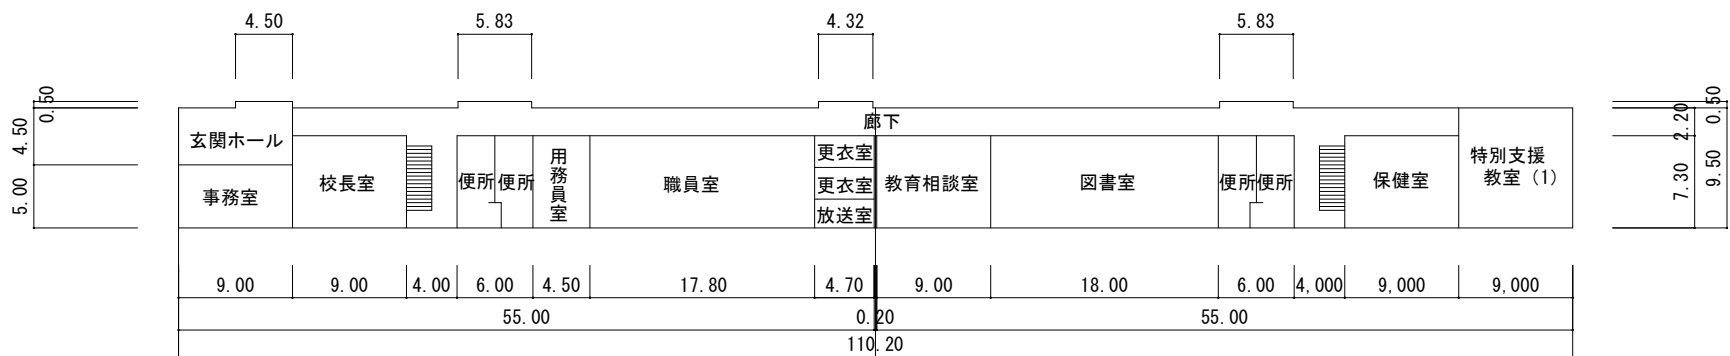 4.50
5.83
4.32
5.83
0.50
4.50
5.00
玄関ホール
事務室
校長室
便所
便所
用務員室
職員室
廊下
更衣室
更衣室
放送室
教育相談室
図書室
便所
便所
保健室
特別支援
教室（1）
2.20
7.30
0.50
9.50
9.00
9.00
4.00
6.00
4.50
17.80
4.70
9.00
18.00
6.00
4,000
9,000
9,000
55.00
0.20
55.00
110.20